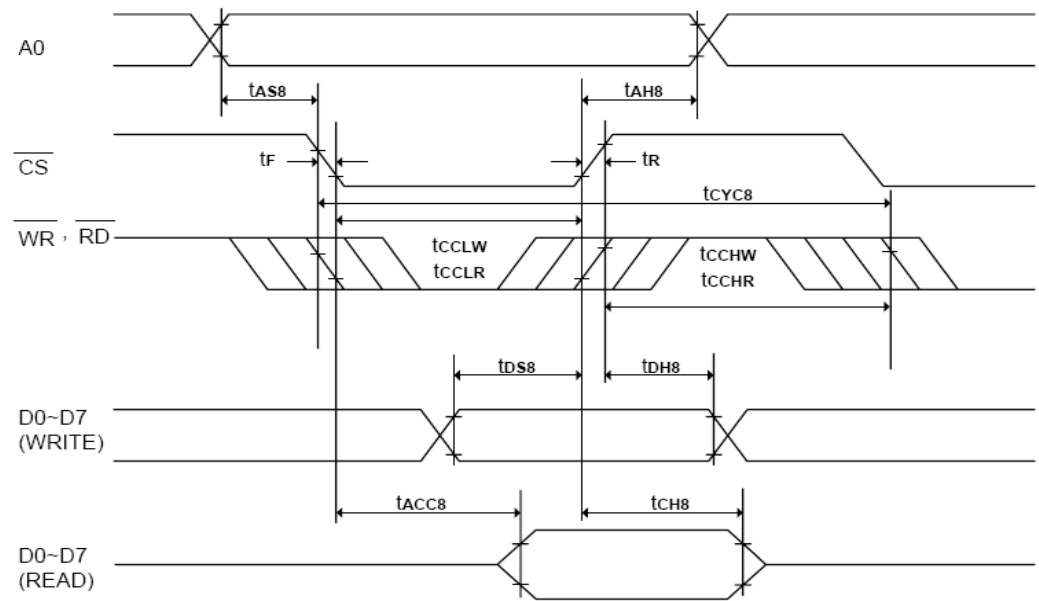 A0
tAS8
tAH8
CS
tF
tR
tCYC8
WR , RD
tCCLW
tCCLR
tCCHW
tCCHR
tDS8
tDH8
D0~D7
(WRITE)
tACC8
tCH8
D0~D7
(READ)